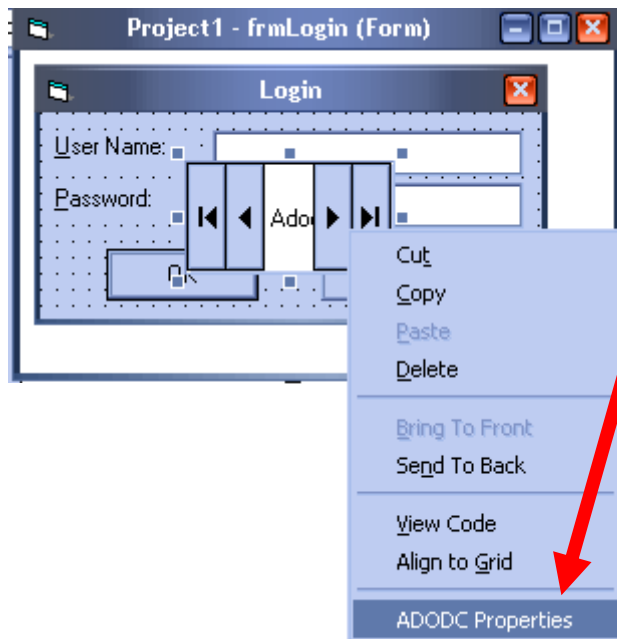 Project1 - frmLogin (Form)
Login
User Name:
Password:
Ado
Cut
Copy
Paste
Delete
Bring To Front
Send To Back
View Code
Align to Grid
ADODC Properties